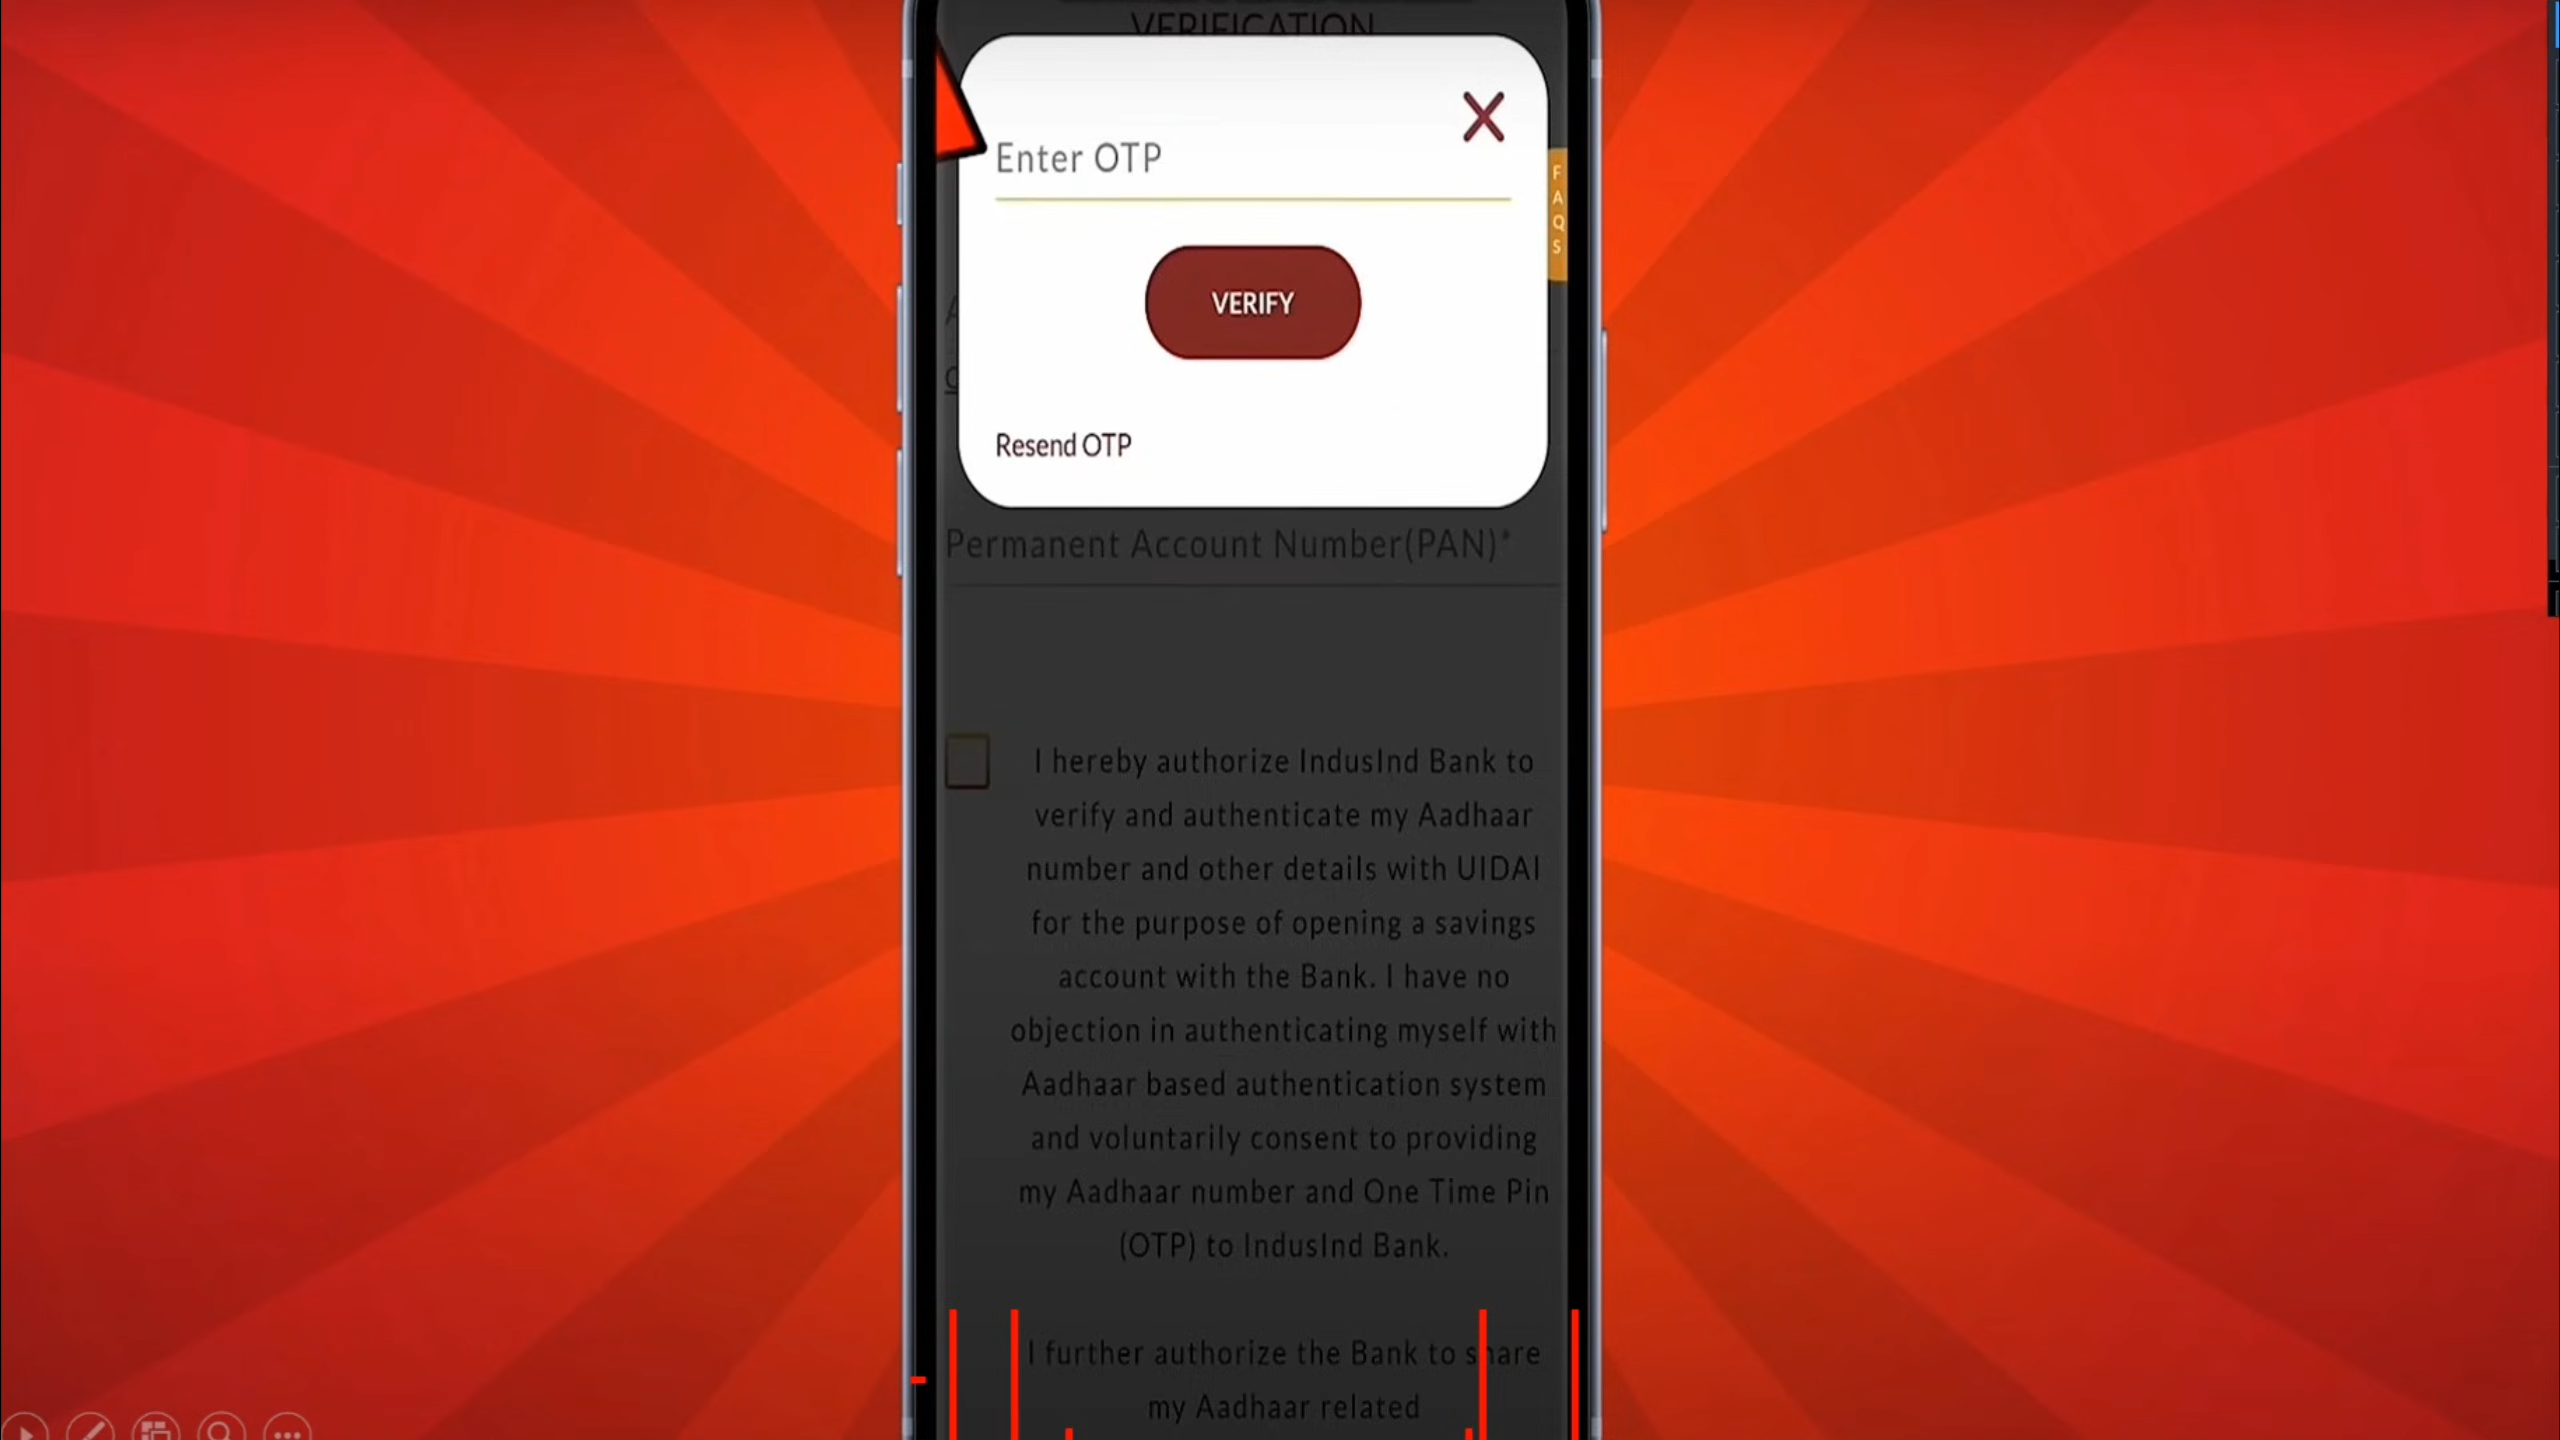 VERIFICATION
Enter OTP
FAQS
VERIFY
Resend OTP
Permanent Account Number(PAN)*
I hereby authorize IndusInd Bank to
verify and authenticate my Aadhaar
number and other details with UIDAI
for the purpose of opening a savings
account with the Bank. I have no
objection in authenticating myself with
Aadhaar based authentication system
and voluntarily consent to providing
my Aadhaar number and One Time Pin
(OTP) to IndusInd Bank.
I further authorize the Bank to share
my Aadhaar related